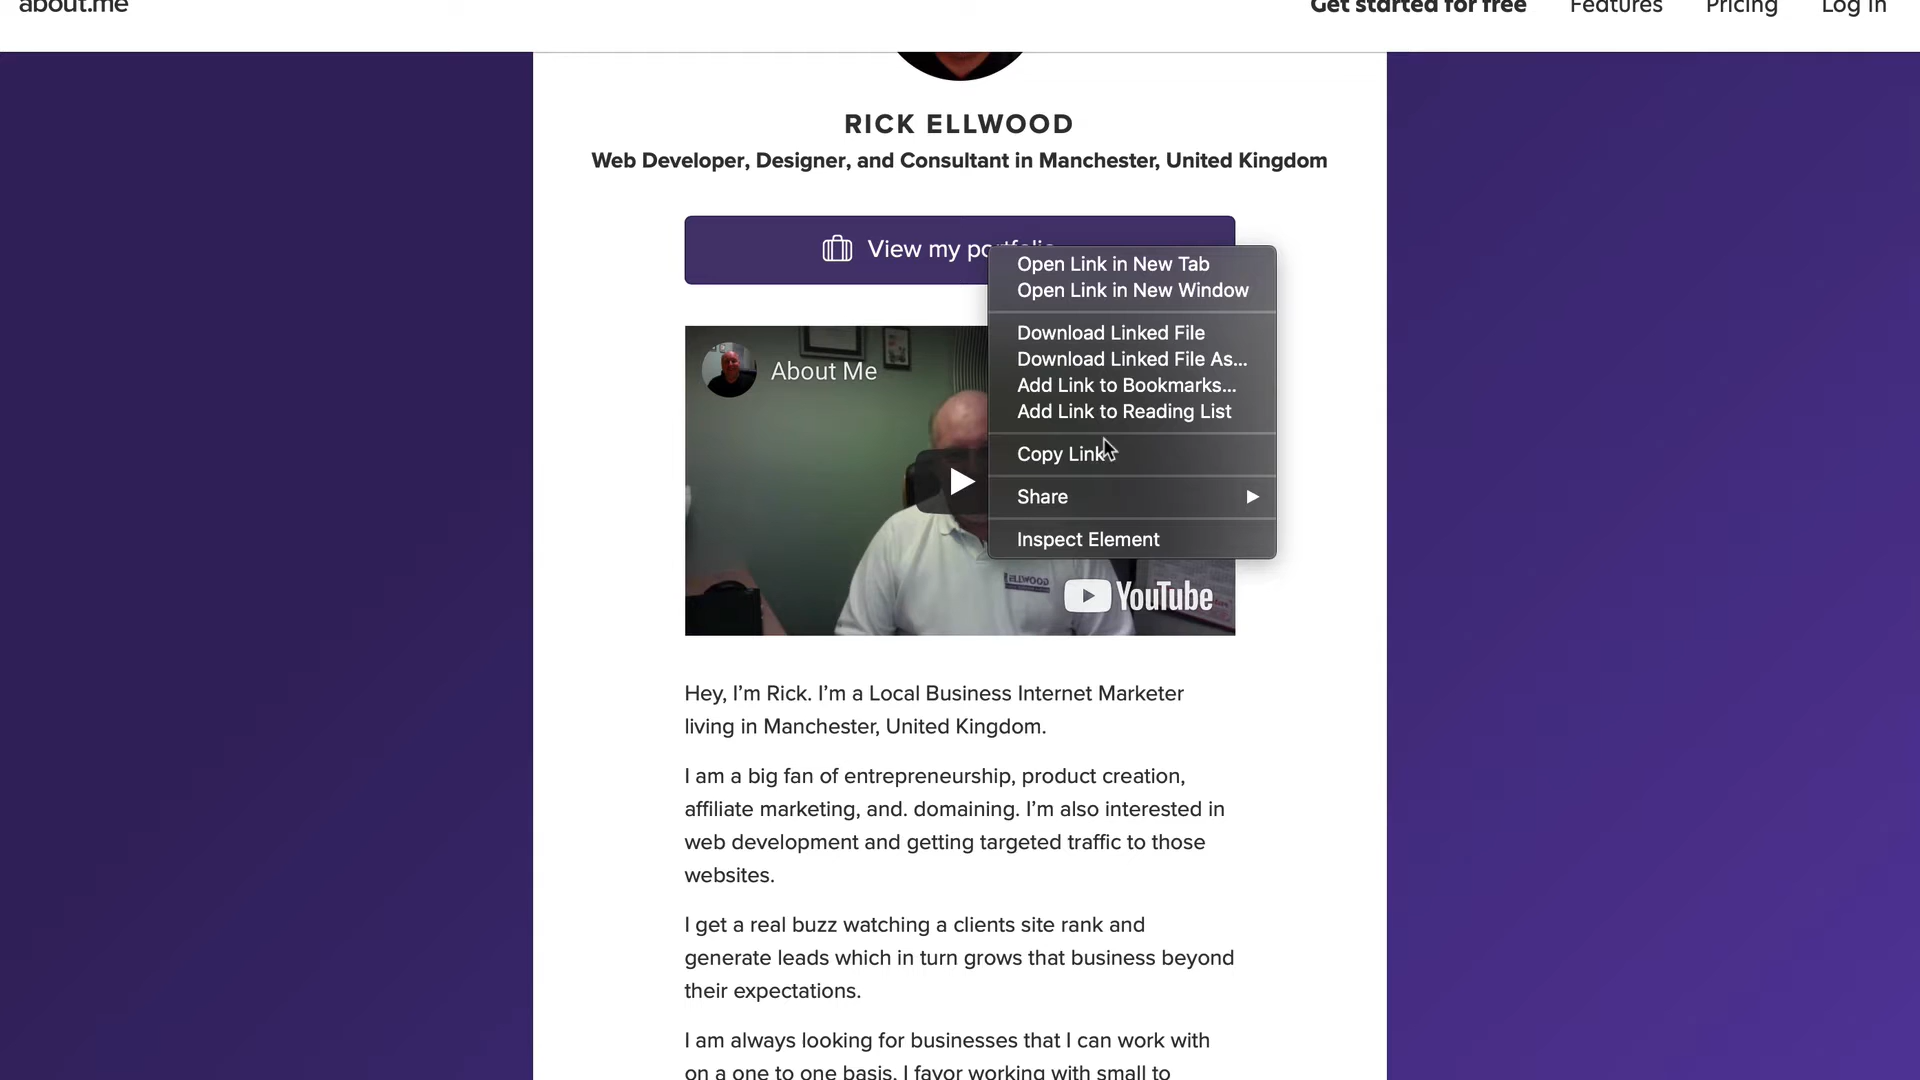 about.me
Get started for free
Features
Pricing
Log In
RICK ELLWOOD
Web Developer, Designer, and Consultant in Manchester, United Kingdom
View my portfolio
Open Link in New Tab
Open Link in New Window
Download Linked File
Download Linked File As...
Add Link to Bookmarks...
Add Link to Reading List
Copy Link
Share
Inspect Element
About Me
ELLWOOD
YouTube
Hey, I’m Rick. I’m a Local Business Internet Marketer
living in Manchester, United Kingdom.
I am a big fan of entrepreneurship, product creation,
affiliate marketing, and. domaining. I’m also interested in
web development and getting targeted traffic to those
websites.
I get a real buzz watching a clients site rank and
generate leads which in turn grows that business beyond
their expectations.
I am always looking for businesses that I can work with
on a one to one basis. I favor working with small to